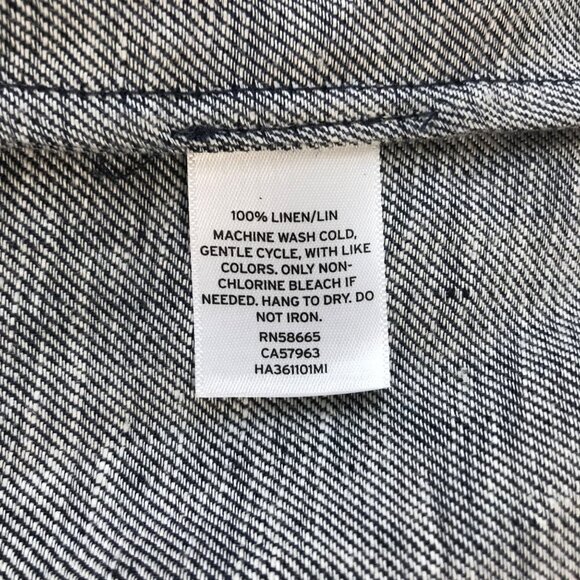 100% LINEN/LIN
MACHINE WASH COLD,
GENTLE CYCLE, WITH LIKE
COLORS. ONLY NON-
CHLORINE BLEACH IF
NEEDED. HANG TO DRY. DO
NOT IRON.
RN58665
CA57963
HA361101MI